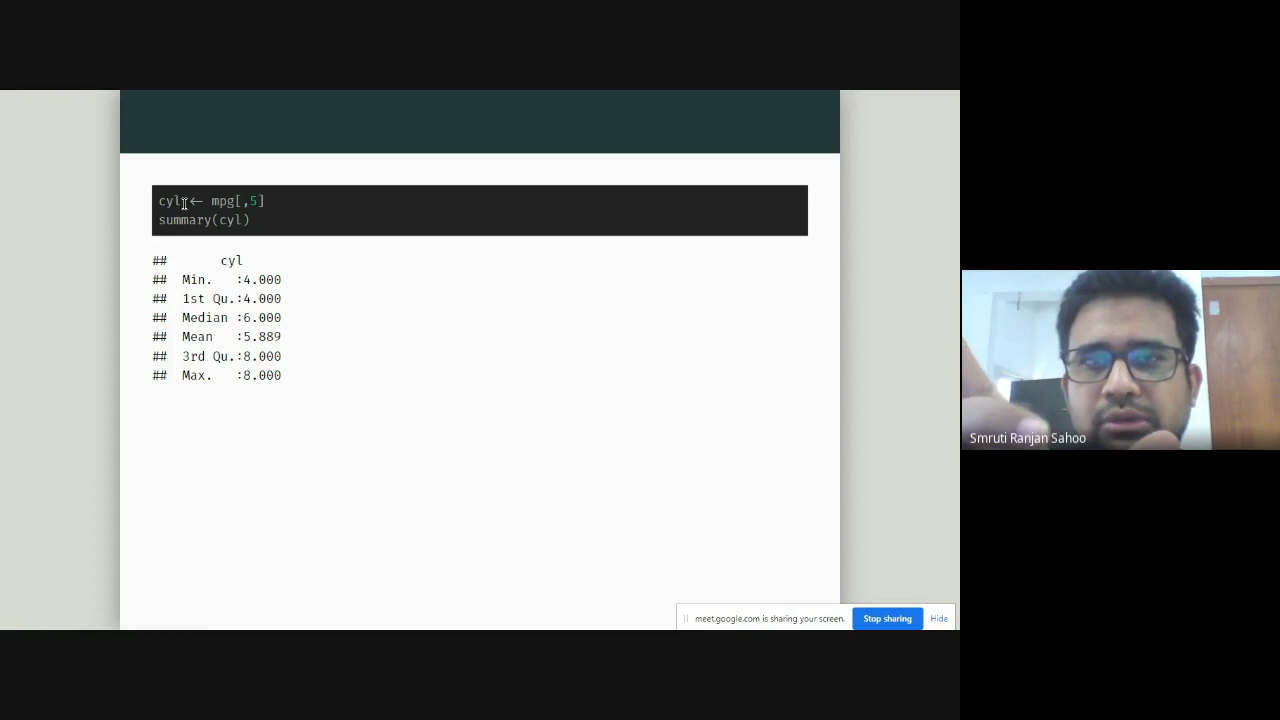 cyl <- mpg[,5]
summary(cyl)
## cyl
## Min. :4.000
## 1st Qu.:4.000
## Median :6.000
## Mean :5.889
## 3rd Qu.:8.000
## Max. :8.000
Smruti Ranjan Sahoo
meet.google.com is sharing your screen.
Stop sharing
Hide